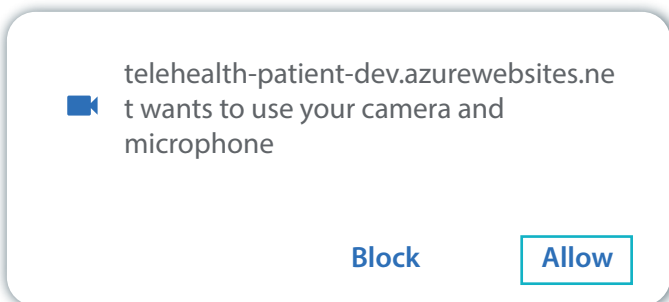 telehealth-patient-dev.azurewebsites.ne
t wants to use your camera and
microphone
Block
Allow